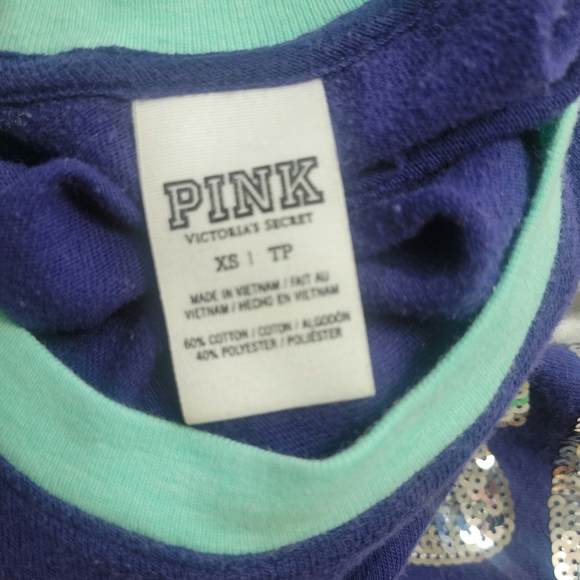 PINK
VICTORIA'S SECRET
XS | TP
MADE IN VIETNAM / FAIT AU
VIETNAM / HECHO EN VIETNAM
60% COTTON / COTON / ALGODÓN
40% POLYESTER / POLIÉSTER